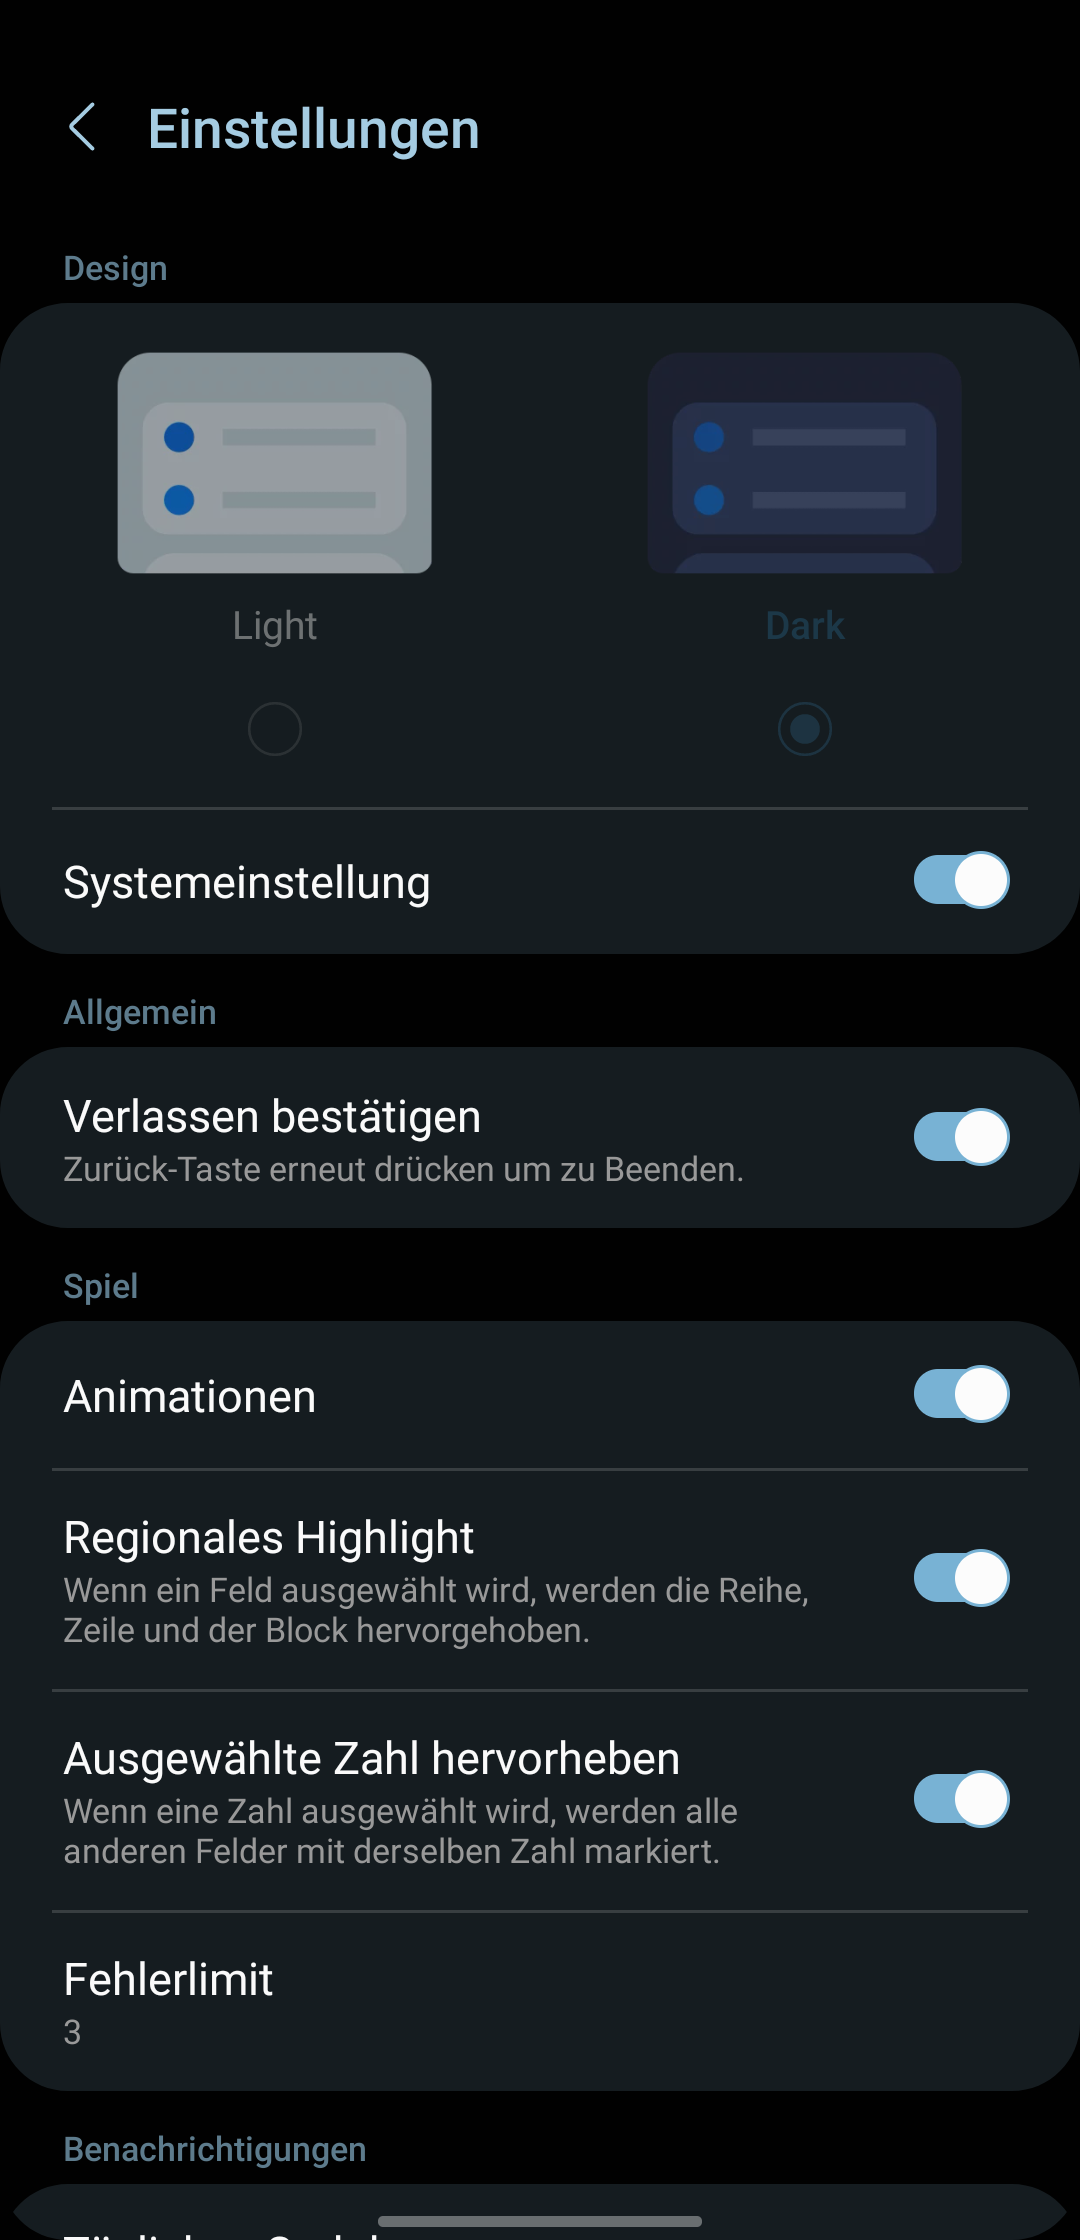 Einstellungen
Design
Light
Dark
Systemeinstellung
Allgemein
Verlassen bestätigen
Zurück-Taste erneut drücken um zu Beenden.
Spiel
Animationen
Regionales Highlight
Wenn ein Feld ausgewählt wird, werden die Reihe,
Zeile und der Block hervorgehoben.
Ausgewählte Zahl hervorheben
Wenn eine Zahl ausgewählt wird, werden alle
anderen Felder mit derselben Zahl markiert.
Fehlerlimit
3
Benachrichtigungen